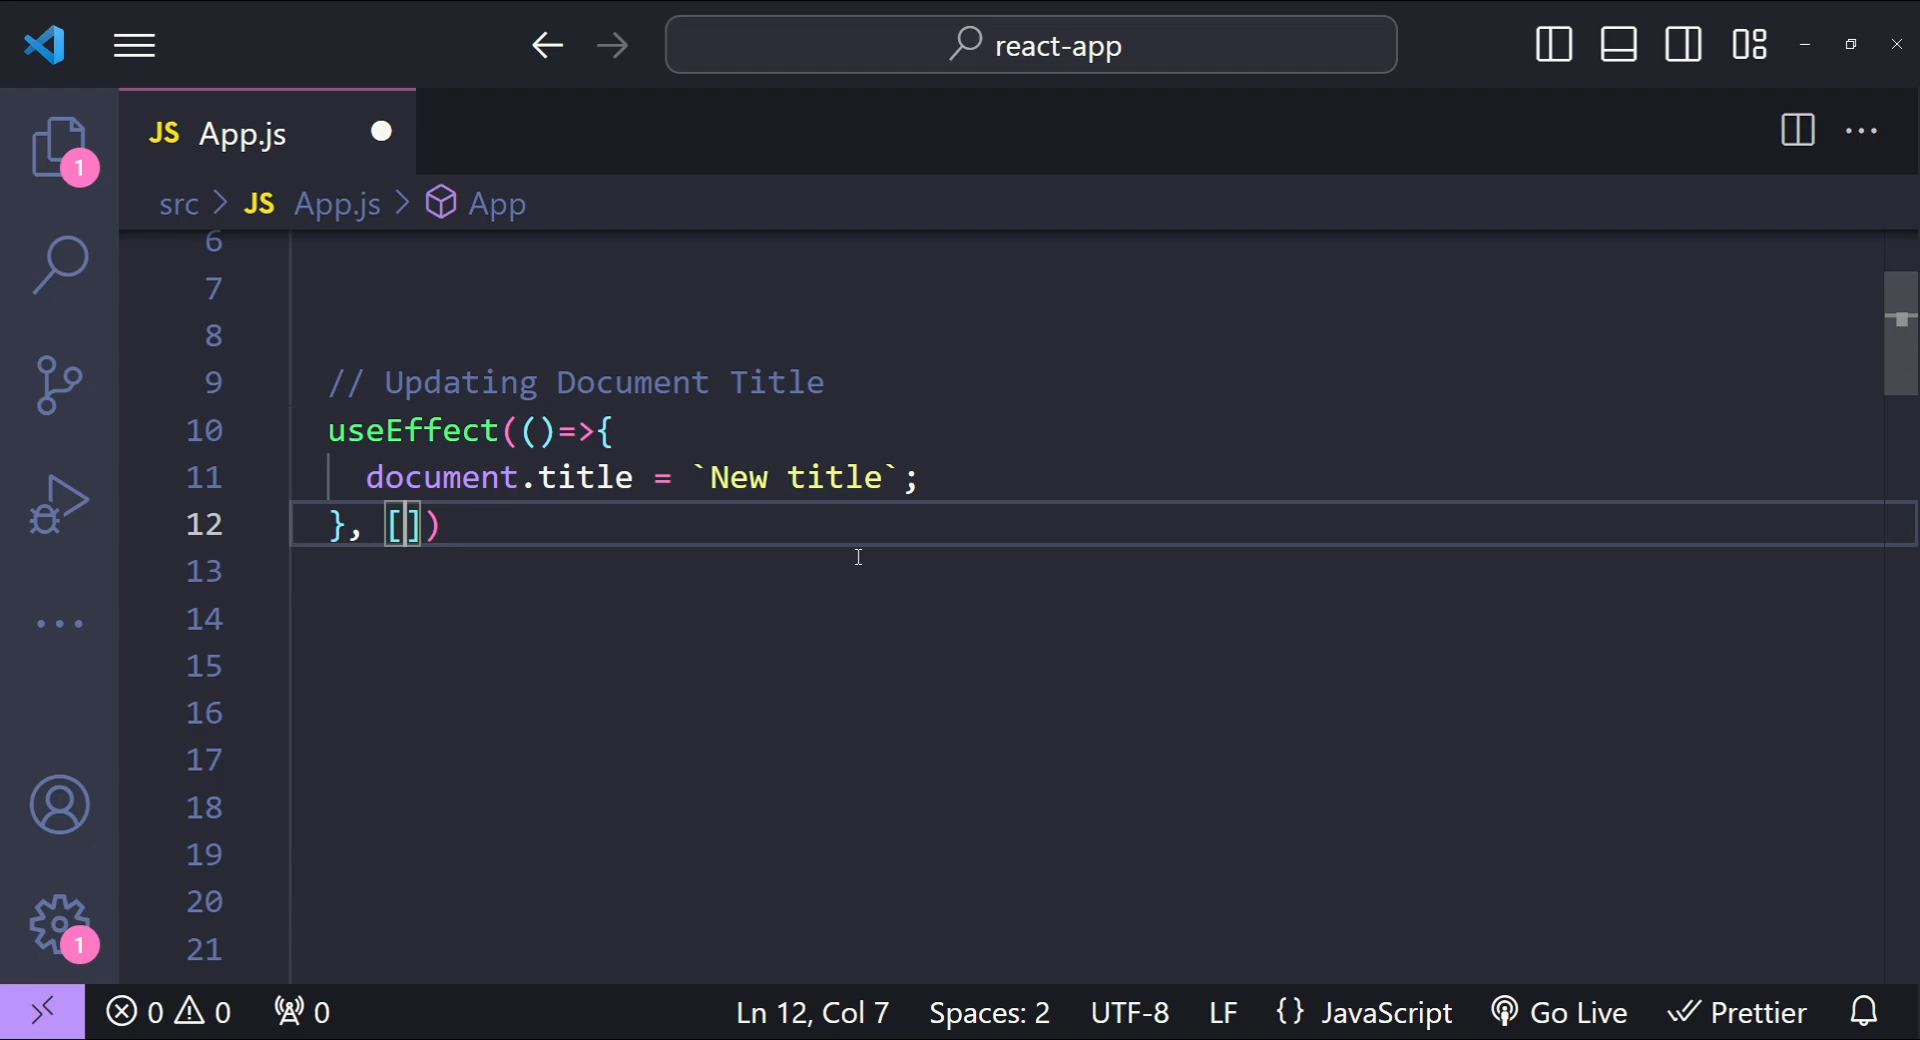 react-app
JS App.js
1
src > JS App.js > App
6
7
8
9 // Updating Document Title
10 useEffect(()=>{
11 document.title = `New title`;
12 }, [])
13
14
15
16
17
18
19
20
21
1
0 0 0 Ln 12, Col 7 Spaces: 2 UTF-8 LF {} JavaScript Go Live Prettier